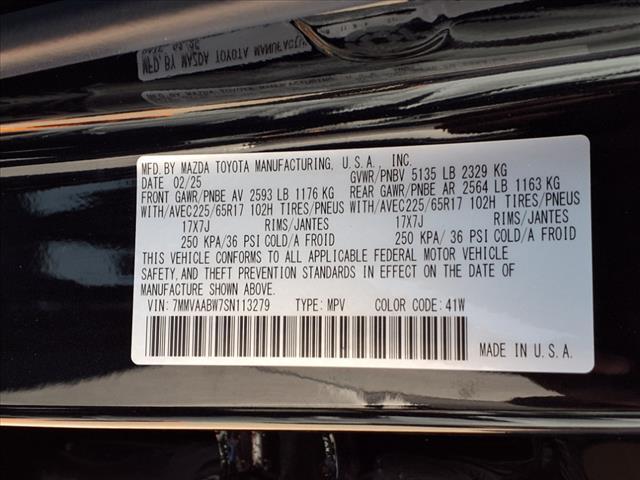 MFD. BY MAZDA TOYOTA MANUFACTURING, U.S.A., INC.
DATE 02/25 GVWR/PNBV 5135 LB 2329 KG
FRONT GAWR/PNBE AV 2593 LB 1176 KG REAR GAWR/PNBE AR 2564 LB 1163 KG
WITH/AVEC225/65R17 102H TIRES/PNEUS WITH/AVEC225/65R17 102H TIRES/PNEUS
17X7J RIMS/JANTES 17X7J RIMS/JANTES
250 KPA/36 PSI COLD/A FROID 250 KPA/ 36 PSI COLD/A FROID
THIS VEHICLE CONFORMS TO ALL APPLICABLE FEDERAL MOTOR VEHICLE
SAFETY, AND THEFT PREVENTION STANDARDS IN EFFECT ON THE DATE OF
MANUFACTURE SHOWN ABOVE.
VIN: 7MMVAABW7SN113279 TYPE: MPV COLOR CODE: 41W
MADE IN U.S.A.